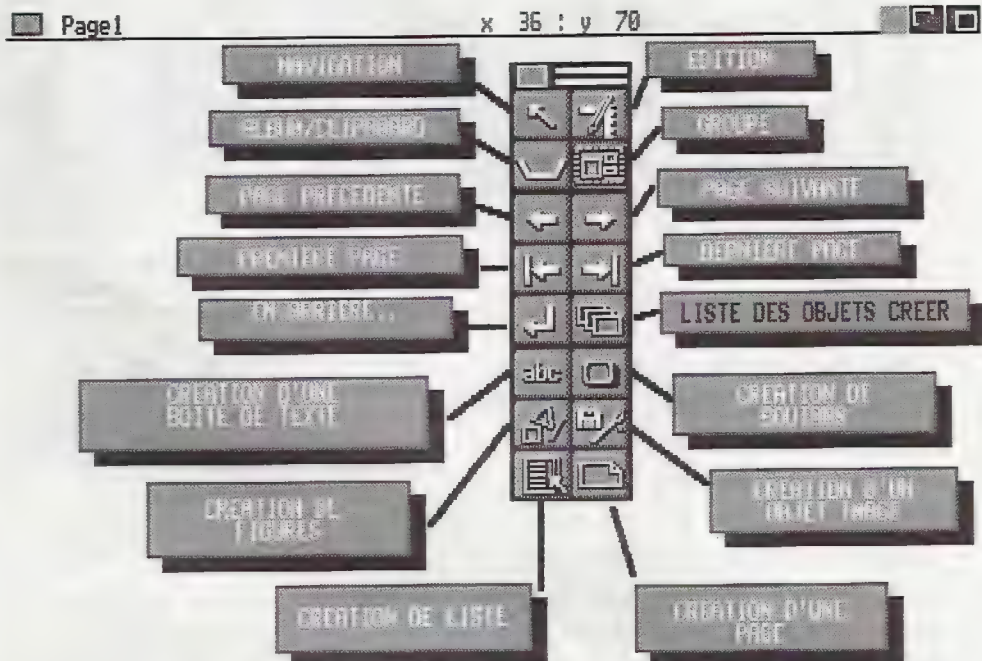 Page1 x 36 : y 70
NAVIGATION
EDITION
ALBUM/CLIPBOARD
GROUPE
PAGE PRECEDENTE
PAGE SUIVANTE
PREMIERE PAGE
DERNIERE PAGE
EN ARRIERE..
LISTE DES OBJETS CREER
abc
CREATION D'UNE
BOITE DE TEXTE
CREATION DE
BOUTONS
CREATION DE
FIGURES
CREATION D'UN
OBJET IMAGE
CREATION DE LISTE
CREATION D'UNE
PAGE